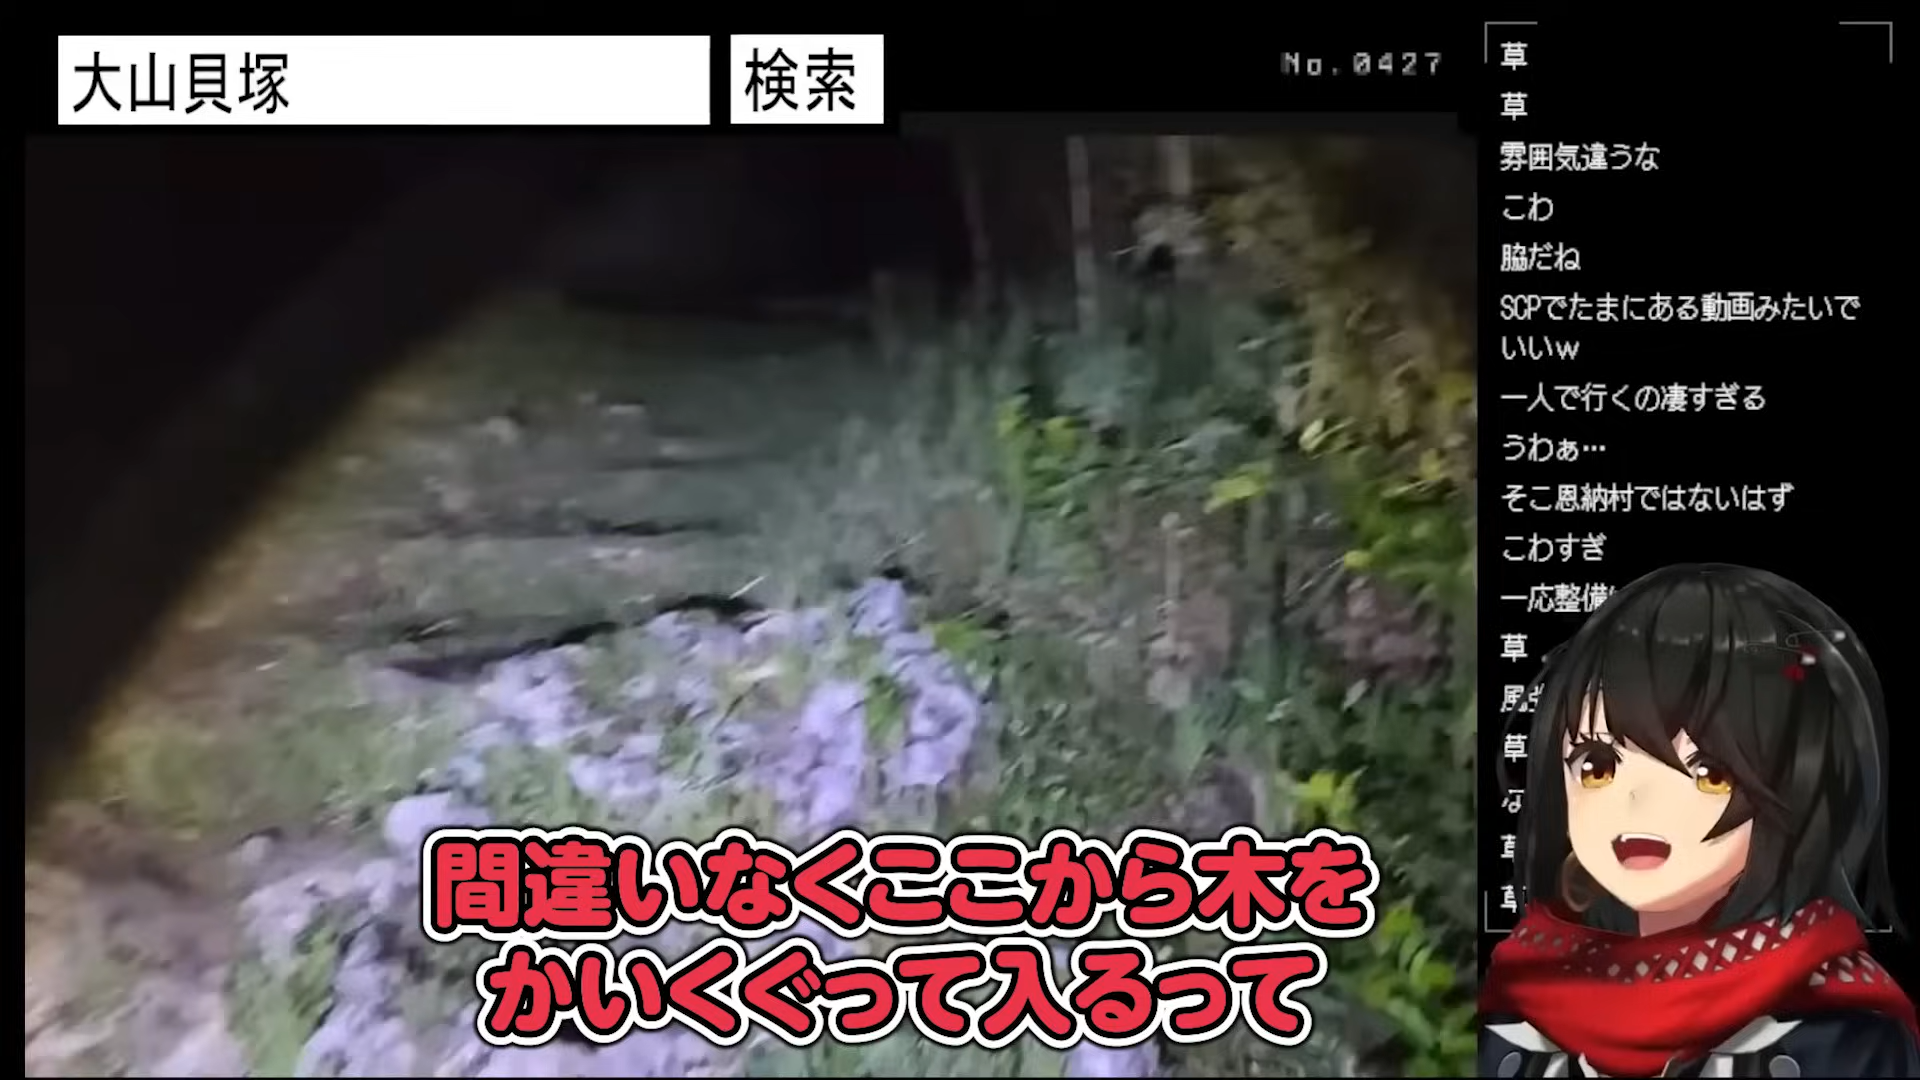 大山貝塚
検索
No.0427
草
草
雰囲気違うな
こわ
脇だね
SCPでたまにある動画みたいで
いいw
一人で行くの凄すぎる
うわぁ…
そこ恩納村ではないはず
こわすぎ
一応整備
草
風強
草
な
草
草
間違いなくここから木を
かいくぐって入るって